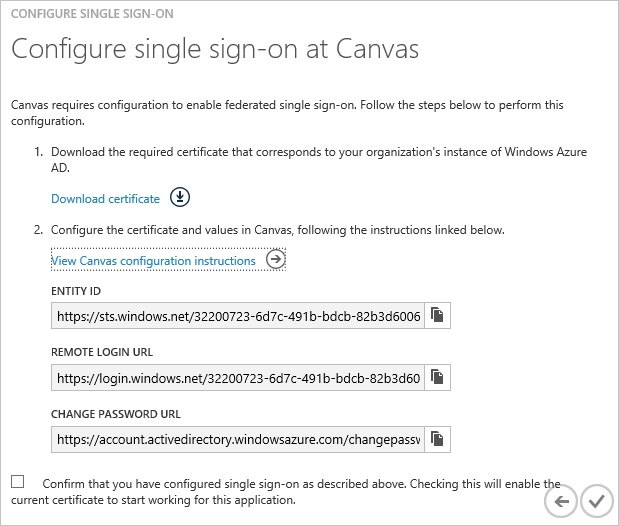 CONFIGURE SINGLE SIGN-ON
Configure single sign-on at Canvas
Canvas requires configuration to enable federated single sign-on. Follow the steps below to perform this
configuration.
1. Download the required certificate that corresponds to your organization's instance of Windows Azure
AD.
Download certificate
2. Configure the certificate and values in Canvas, following the instructions linked below.
View Canvas configuration instructions
ENTITY ID
https://sts.windows.net/32200723-6d7c-491b-bdcb-82b3d6006
REMOTE LOGIN URL
https://login.windows.net/32200723-6d7c-491b-bdcb-82b3d60
CHANGE PASSWORD URL
https://account.activedirectory.windowsazure.com/changepassw
Confirm that you have configured single sign-on as described above. Checking this will enable the
current certificate to start working for this application.